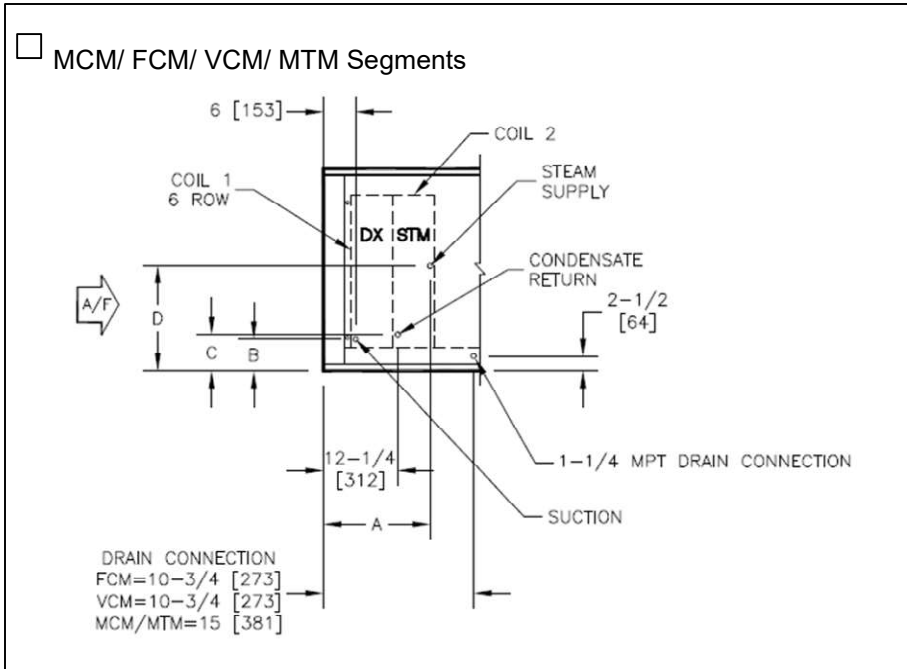 MCM/ FCM/ VCM/ MTM Segments
6 [153]
COIL 2
COIL 1
6 ROW
STEAM
SUPPLY
DX
STM
CONDENSATE
RETURN
A/F
D
C
B
2-1/2
[64]
12-1/4
[312]
1-1/4 MPT DRAIN CONNECTION
A
SUCTION
DRAIN CONNECTION
FCM=10-3/4 [273]
VCM=10-3/4 [273]
MCM/MTM=15 [381]